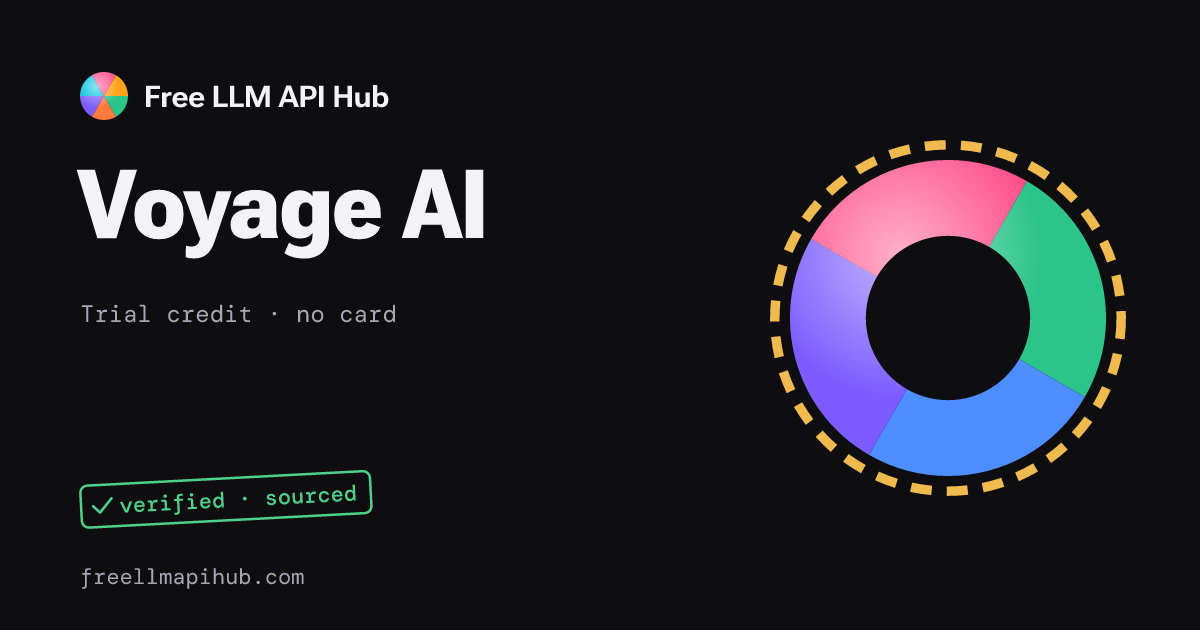 Free LLM API Hub
Voyage AI
Trial credit · no card
verified · sourced
freellmapihub.com